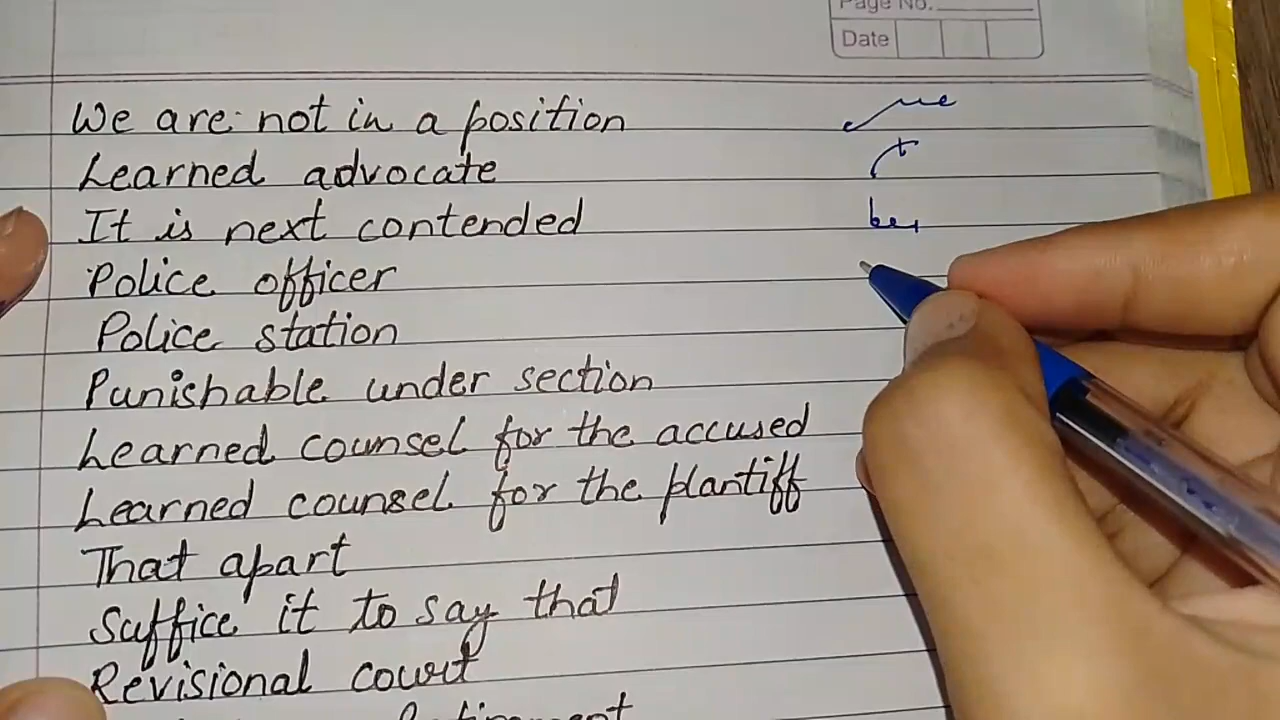 Page No.
Date
We are not in a position
Learned advocate
It is next contended
Police officer
Police station
Punishable under section
Learned counsel for the accused
Learned counsel for the plantiff
That apart
Suffice it to say that
Revisional court